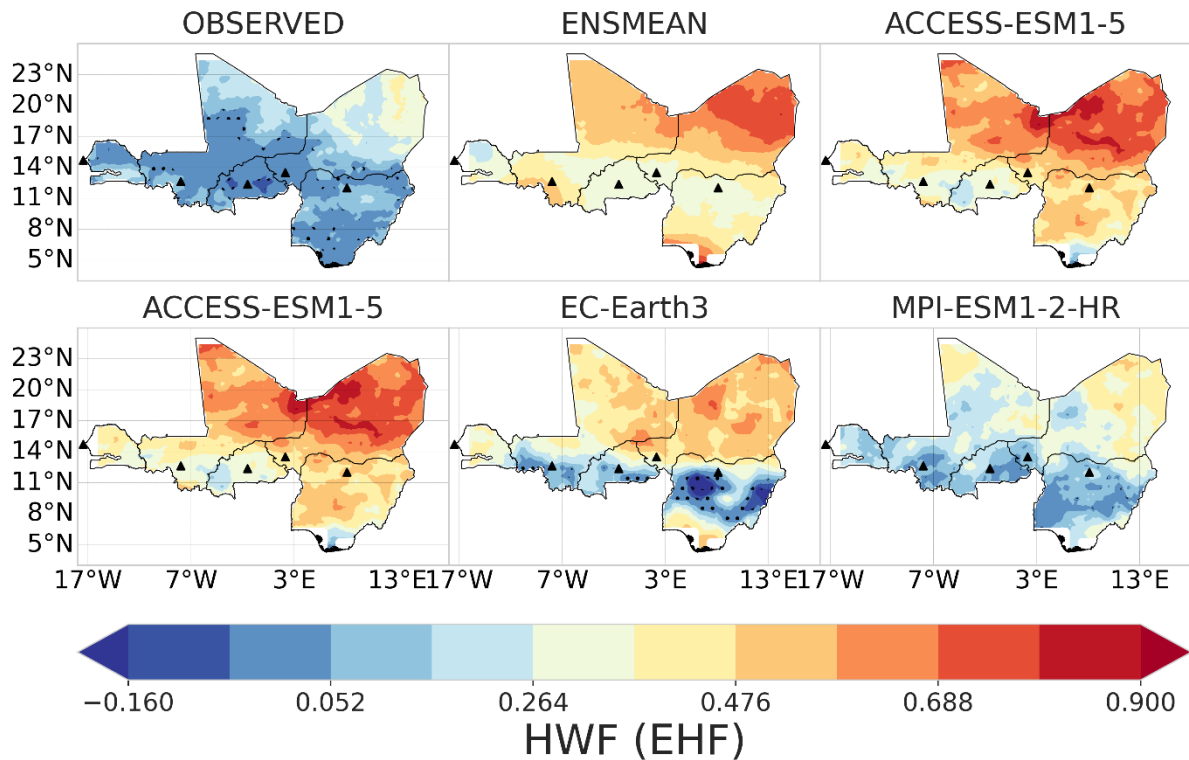 OBSERVED ENSMEAN ACCESS-ESM1-5
23°N
20°N
17°N
14°N
11°N
8°N
5°N
ACCESS-ESM1-5 EC-Earth3 MPI-ESM1-2-HR
23°N
20°N
17°N
14°N
11°N
8°N
5°N
17°W 7°W 3°E 13°E 17°W 7°W 3°E 13°E 17°W 7°W 3°E 13°E
−0.160 0.052 0.264 0.476 0.688 0.900
HWF (EHF)